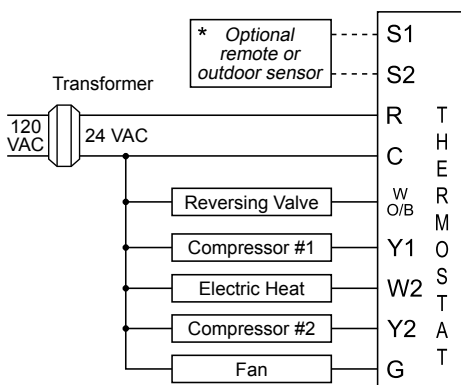 * Optional
remote or
outdoor sensor
S1
S2
Transformer
120
VAC
24 VAC
R
C
Reversing Valve
W
O/B
Compressor #1
Y1
Electric Heat
W2
Compressor #2
Y2
Fan
G
THERMOSTAT